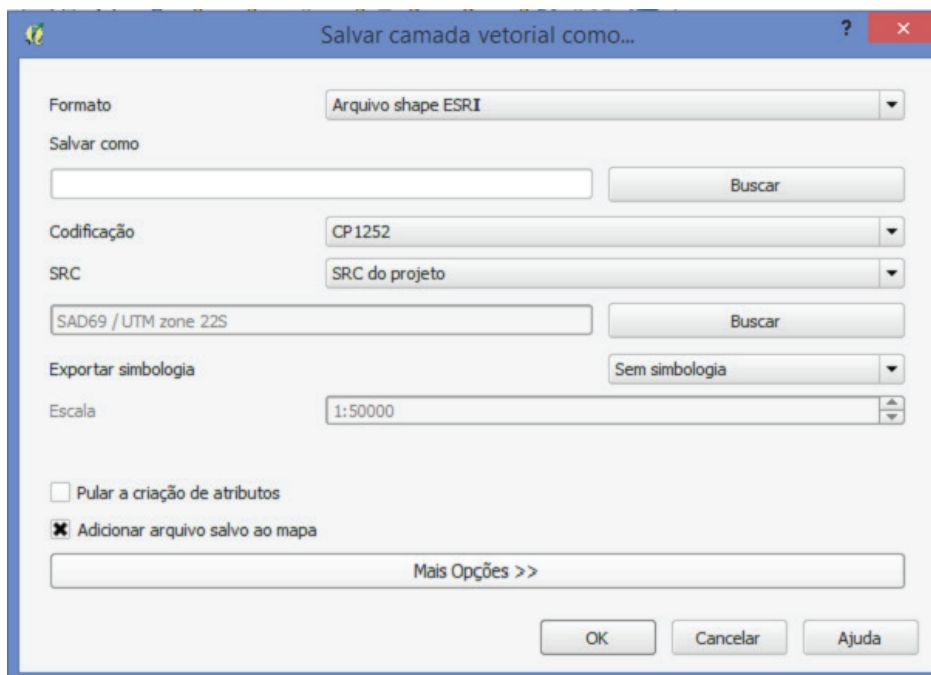 Salvar camada vetorial como...
?
Formato
Arquivo shape ESRI
Salvar como
Buscar
Codificação
CP1252
SRC
SRC do projeto
SAD69 / UTM zone 22S
Buscar
Exportar simbologia
Sem simbologia
Escala
1:50000
Pular a criação de atributos
Adicionar arquivo salvo ao mapa
Mais Opções >>
OK
Cancelar
Ajuda